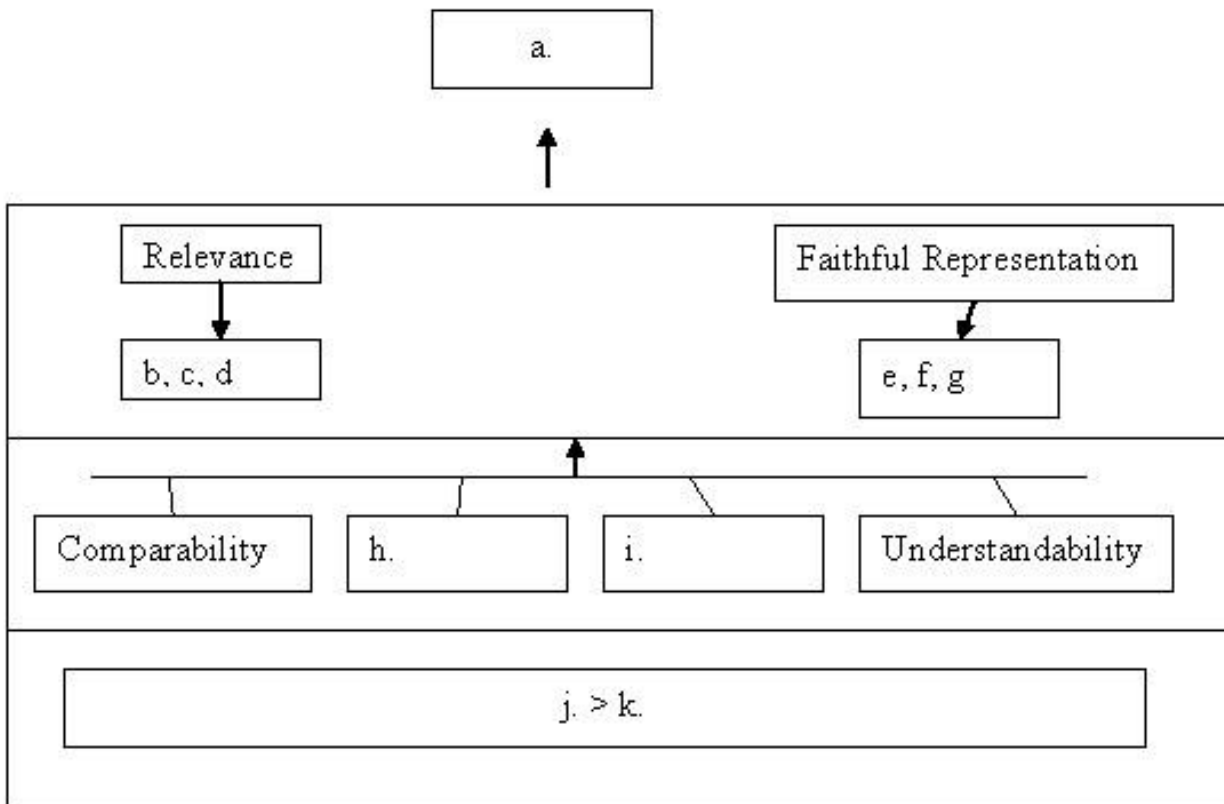 a.
Relevance
Faithful Representation
b, c, d
e, f, g
Comparability
h.
i.
Understandability
j. > k.